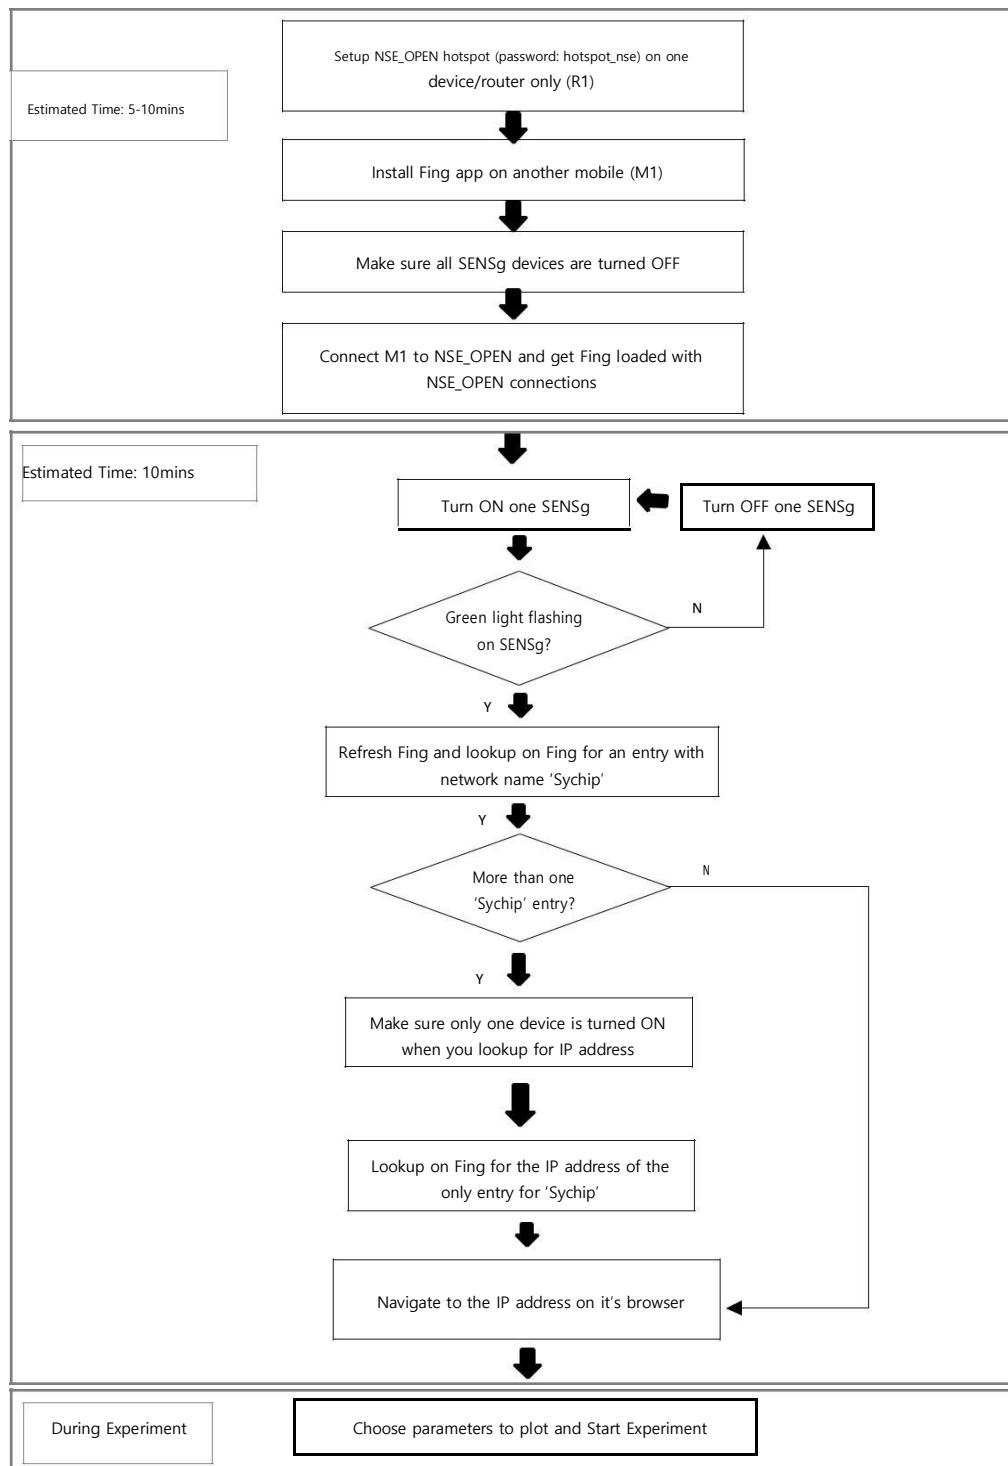 Setup NSE_OPEN hotspot (password: hotspot_nse) on one
device/router only (R1)
Estimated Time: 5-10mins
Install Fing app on another mobile (M1)
Make sure all SENSg devices are turned OFF
Connect M1 to NSE_OPEN and get Fing loaded with
NSE_OPEN connections
Estimated Time: 10mins
Turn ON one SENSg
Turn OFF one SENSg
Green light flashing
on SENSg?
N
Y
Refresh Fing and lookup on Fing for an entry with
network name ‘Sychip’
Y
More than one
‘Sychip’ entry?
N
Y
Make sure only one device is turned ON
when you lookup for IP address
Lookup on Fing for the IP address of the
only entry for ‘Sychip’
Navigate to the IP address on it’s browser
During Experiment
Choose parameters to plot and Start Experiment